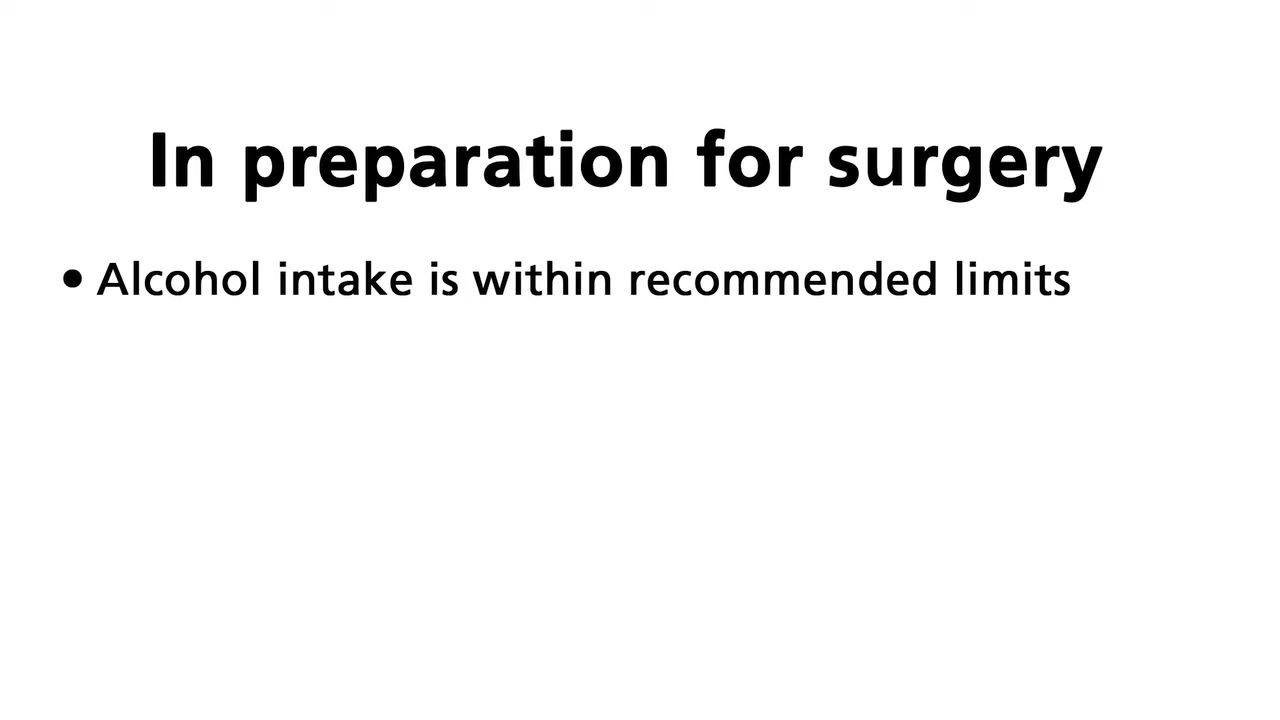 In preparation for surgery
• Alcohol intake is within recommended limits